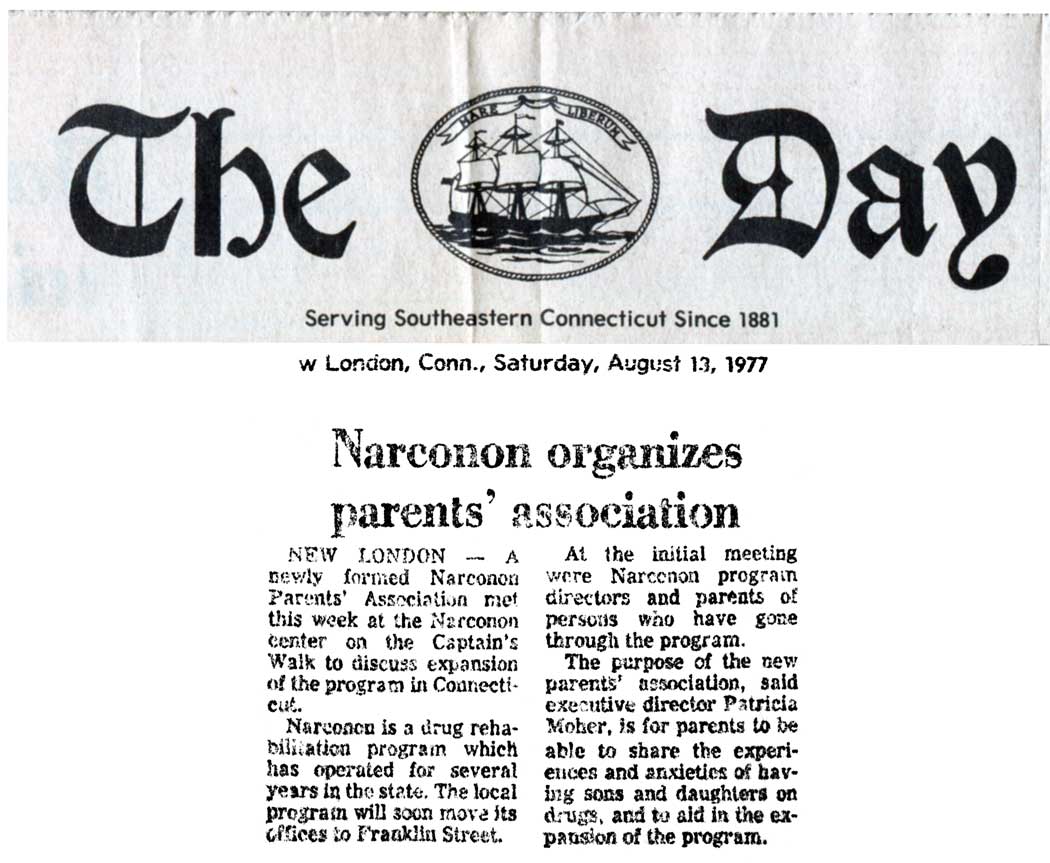 The Day
MARE LIBERUM
Serving Southeastern Connecticut Since 1881
w London, Conn., Saturday, August 13, 1977
Narconon organizes
parents' association
NEW LONDON — A
newly formed Narconon
Parents' Association met
this week at the Narconon
center on the Captain's
Walk to discuss expansion
of the program in Connecti-
cut.
Narconon is a drug reha-
bilitation program which
has operated for several
years in the state. The local
program will soon move its
offices to Franklin Street.
At the initial meeting
were Narconon program
directors and parents of
persons who have gone
through the program.
The purpose of the new
parents' association, said
executive director Patricia
Moher, is for parents to be
able to share the experi-
ences and anxieties of hav-
ing sons and daughters on
drugs, and to aid in the ex-
pansion of the program.